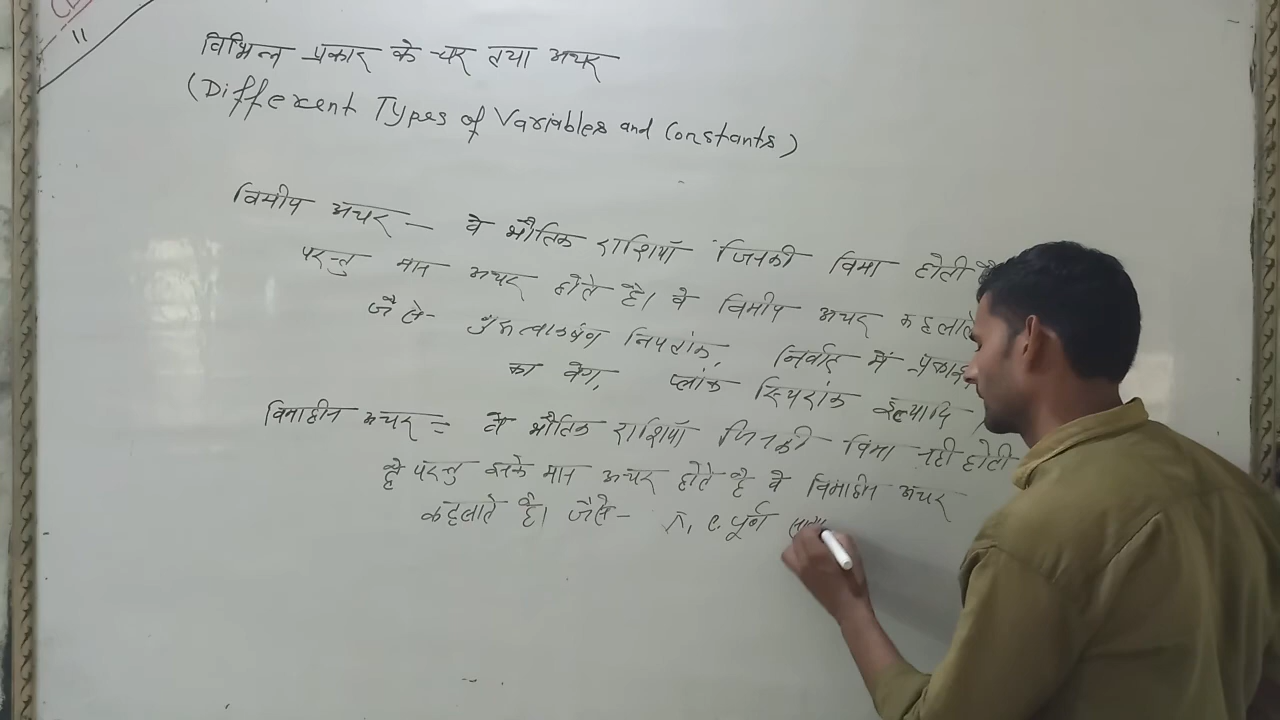 11
विभिन्न प्रकार के चर तथा अचर
(Different Types of Variables and Constants)
विमीय अचर – वे भौतिक राशियाँ जिनकी विमा होती है
परन्तु मान अचर होते है। वे विमीय अचर कहलाते
जैसे- गुरुत्वाकर्षण नियतांक, निर्वात में प्रकाश
का वेग, प्लांक स्थिरांक इत्यादि
विमाहीन अचर = वे भौतिक राशियाँ जिनकी विमा नही होती
है परन्तु उनके मान अचर होते है वे विमाहीन अचर
कहलाते है। जैसे- π, e, पूर्ण